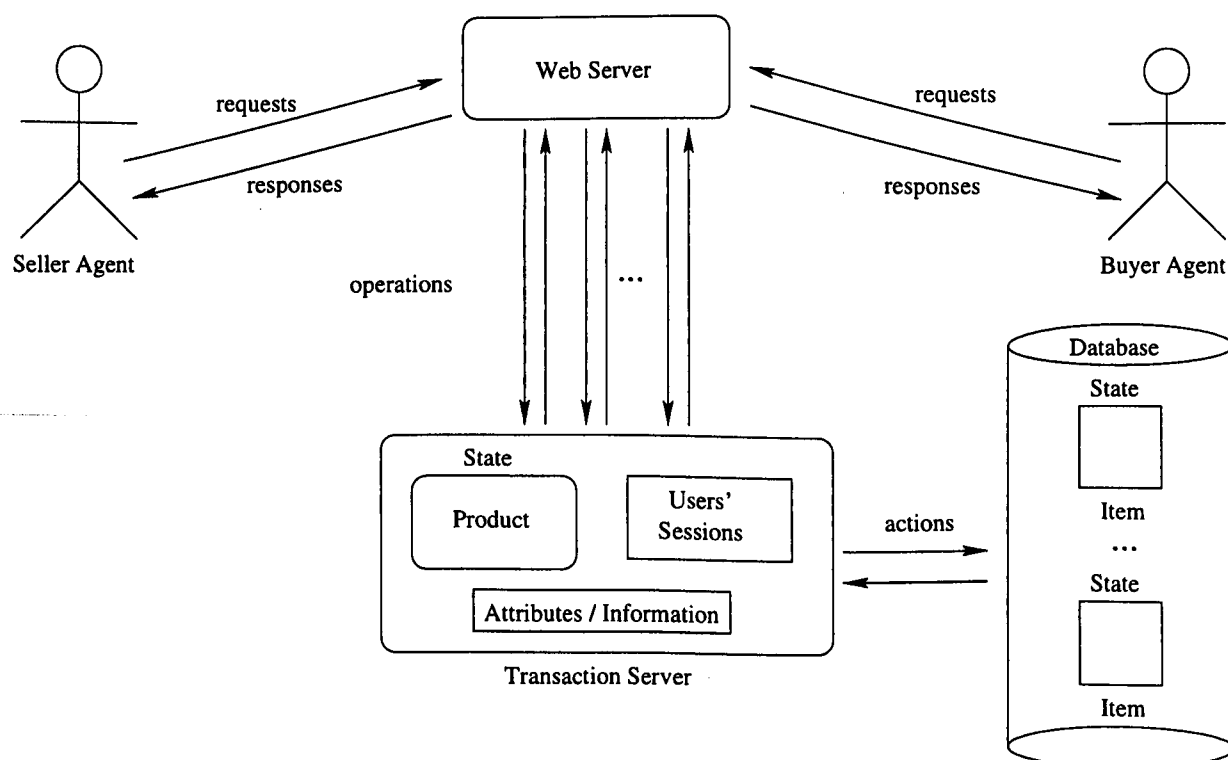 Web Server
requests
requests
responses
responses
Seller Agent
Buyer Agent
operations
...
Database
State
Item
...
State
Item
State
Product
Users'
Sessions
Attributes / Information
actions
Transaction Server